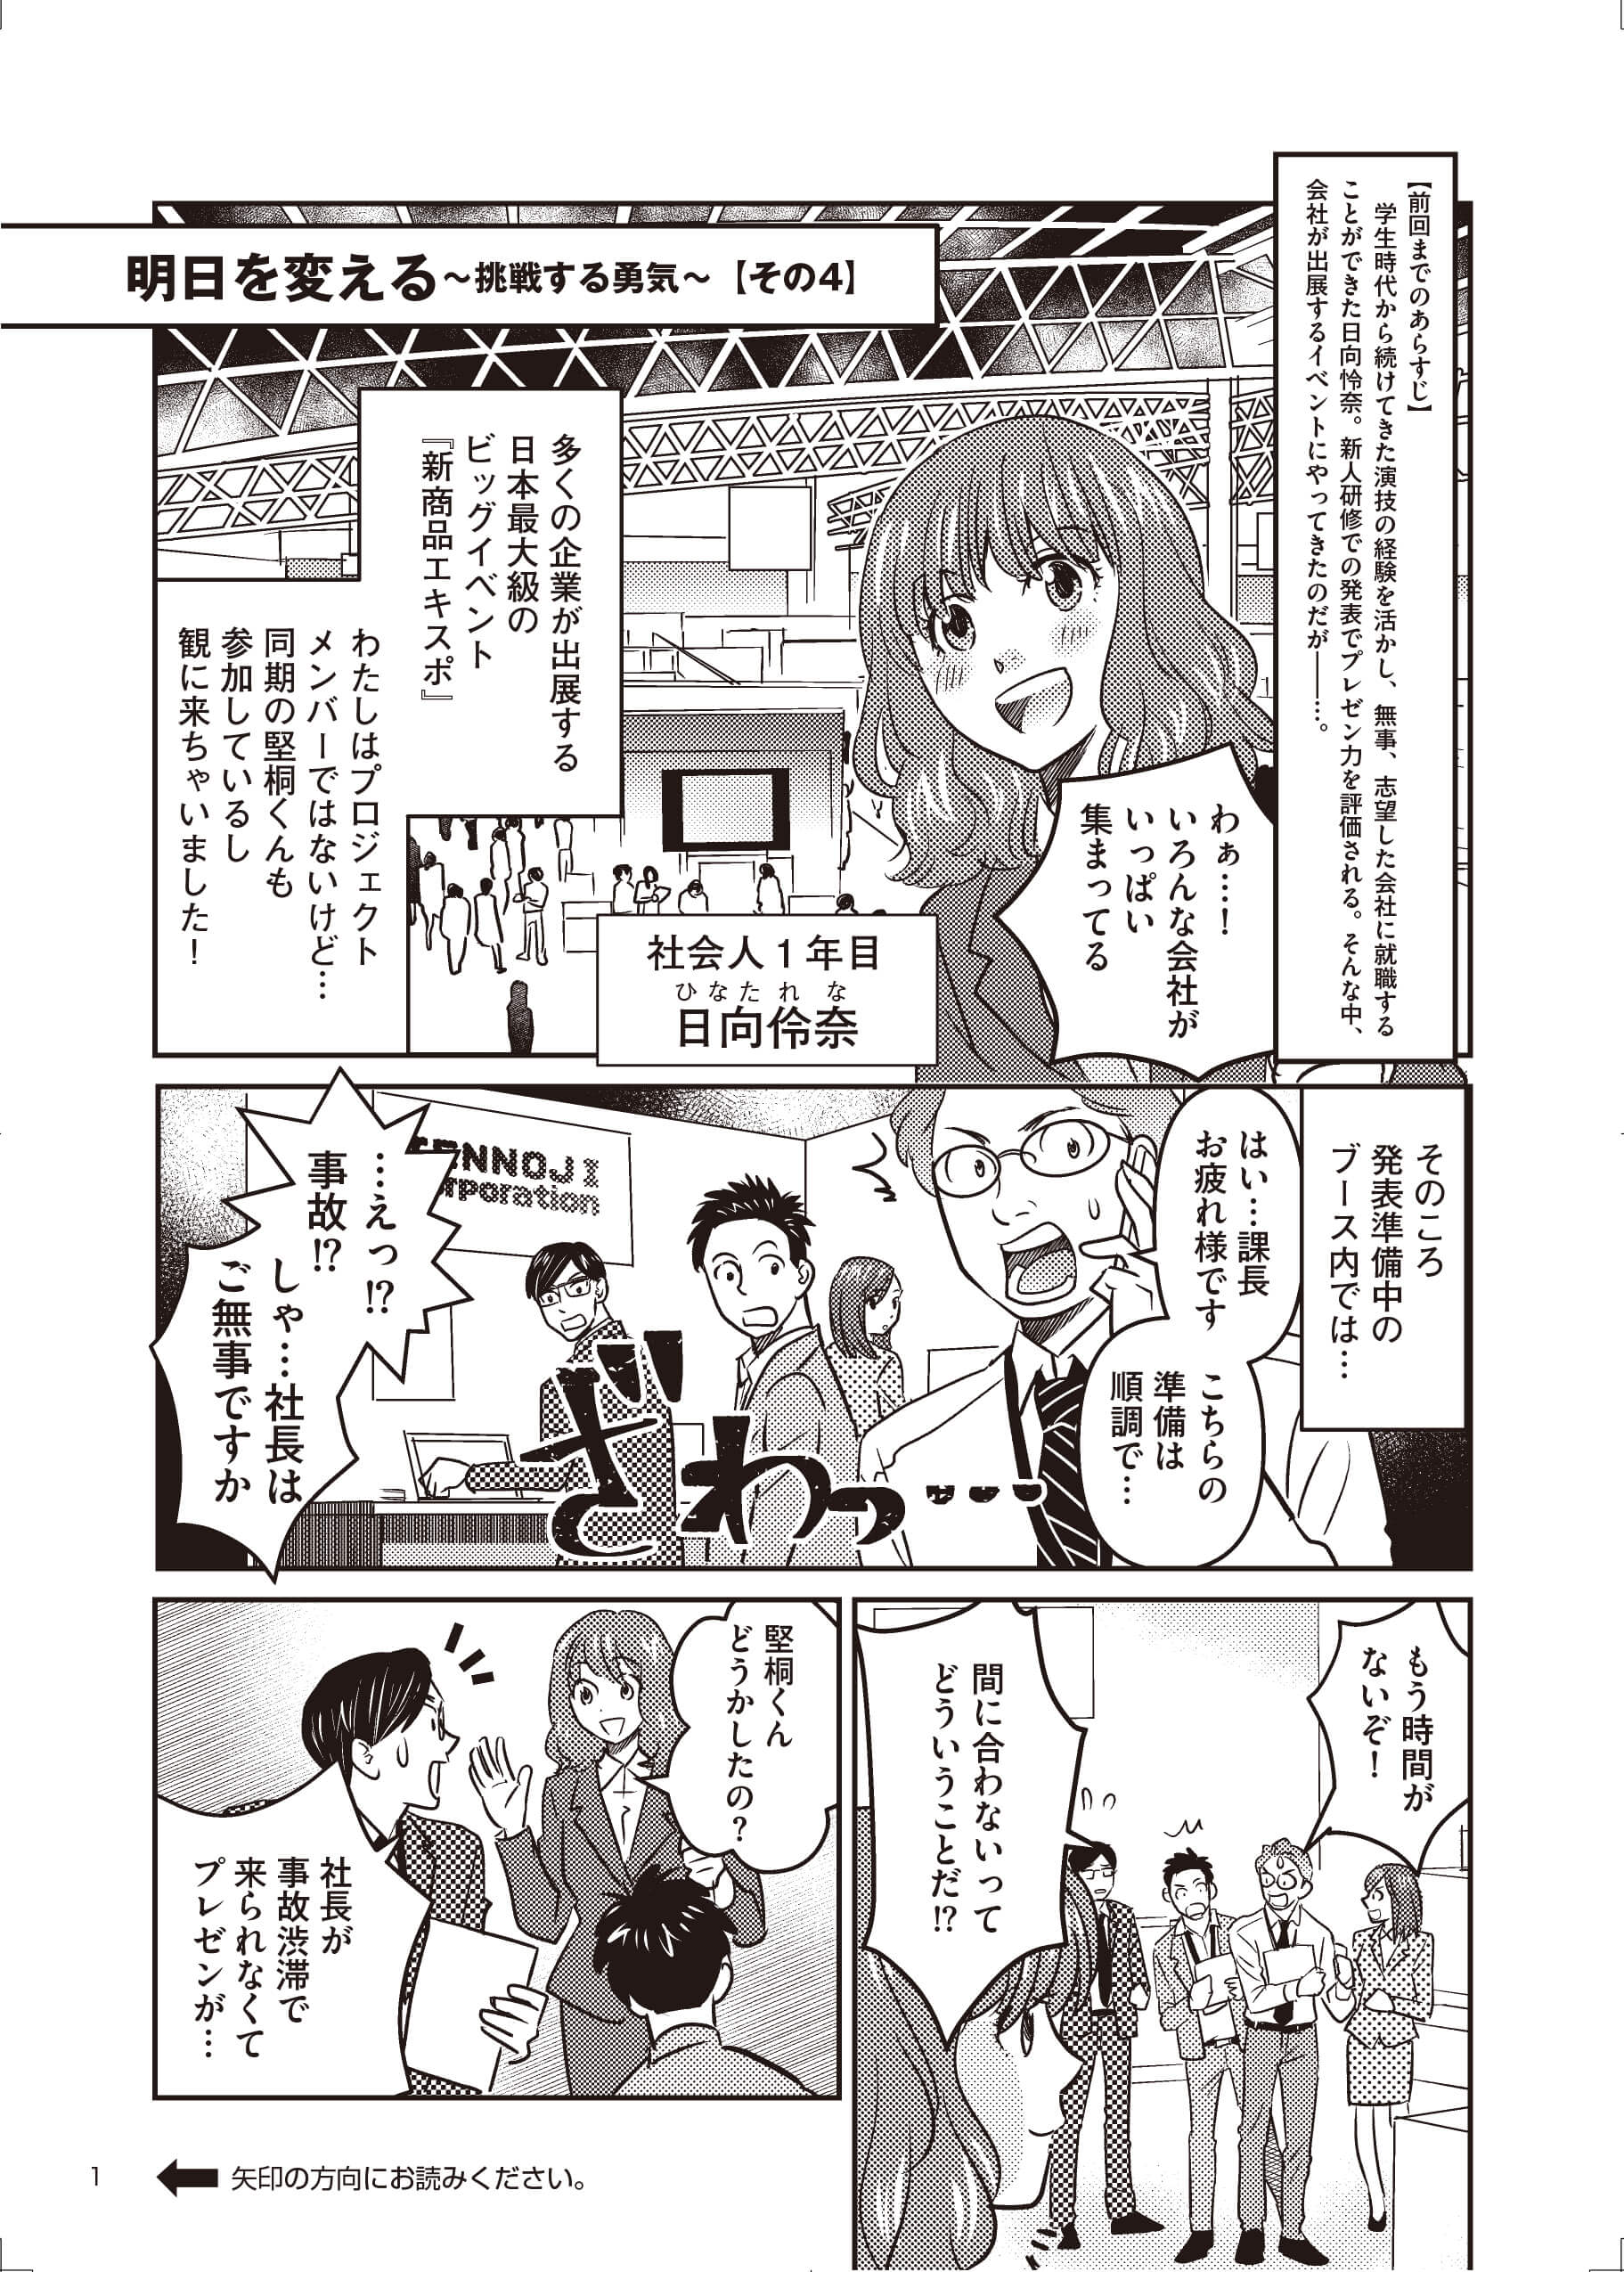 【前回までのあらすじ】
学生時代から続けてきた演技の経験を活かし、無事、志望した会社に就職する
ことができた日向怜奈。新人研修での発表でプレゼン力を評価される。そんな中、
会社が出展するイベントにやってきたのだが――…。
明日を変える～挑戦する勇気～【その4】
わぁ…！
いろんな会社が
いっぱい
集まってる
多くの企業が出展する
日本最大級の
ビッグイベント
『新商品エキスポ』
社会人1年目
ひなたれな
日向伶奈
わたしはプロジェクト
メンバーではないけど…
同期の堅桐くんも
参加しているし
観に来ちゃいました！
そのころ
発表準備中の
ブース内では…
はい…課長
お疲れ様です
こちらの
準備は
順調で…
ざわっ…
TENNOJI
orporation
…えっ!?
事故!?
しゃ…社長は
ご無事ですか
もう時間が
ないぞ！
間に合わないって
どういうことだ!?
堅桐くん
どうかしたの？
社長が
事故渋滞で
来られなくて
プレゼンが…
1
矢印の方向にお読みください。